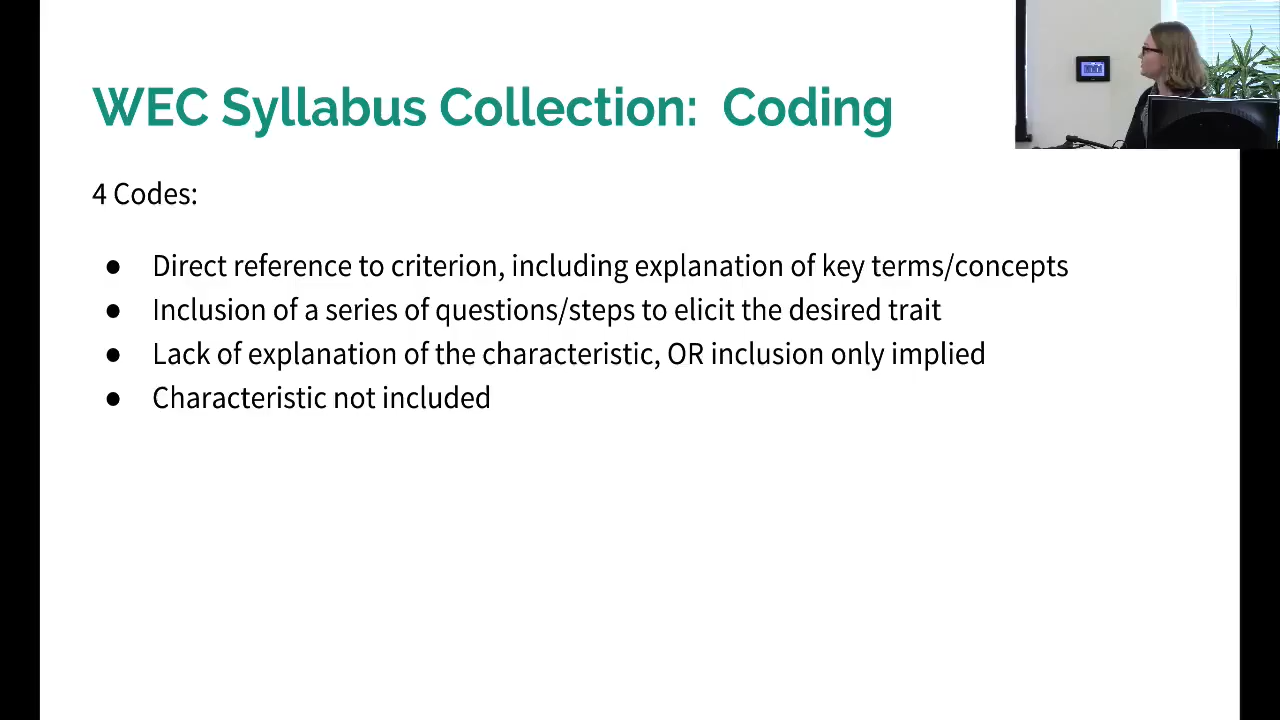 WEC Syllabus Collection: Coding
4 Codes:
● Direct reference to criterion, including explanation of key terms/concepts
● Inclusion of a series of questions/steps to elicit the desired trait
● Lack of explanation of the characteristic, OR inclusion only implied
● Characteristic not included